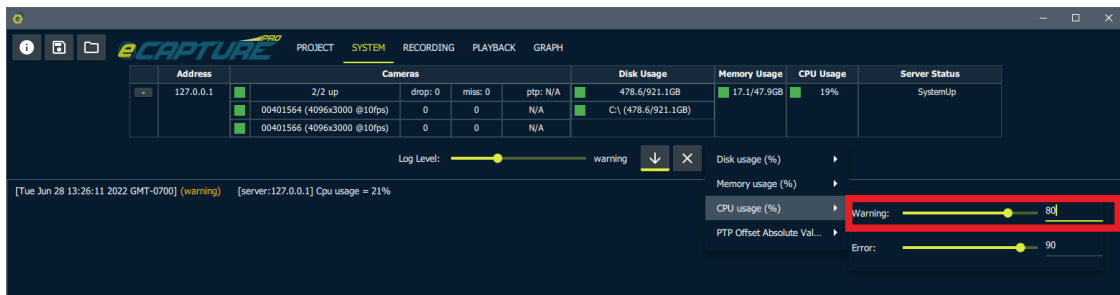 eCAPTURE PRO PROJECT SYSTEM RECORDING PLAYBACK GRAPH
Address Cameras Disk Usage Memory Usage CPU Usage Server Status
- 127.0.0.1 2/2 up drop: 0 miss: 0 ptp: N/A 478.6/921.1GB 17.1/47.9GB 19% SystemUp
00401564 (4096x3000 @10fps) 0 0 N/A C:\ (478.6/921.1GB)
00401566 (4096x3000 @10fps) 0 0 N/A
Log Level: warning Disk usage (%)
Memory usage (%)
[Tue Jun 28 13:26:11 2022 GMT-0700] (warning) [server:127.0.0.1] Cpu usage = 21%
CPU usage (%) Warning: 80
PTP Offset Absolute Val...
Error: 90